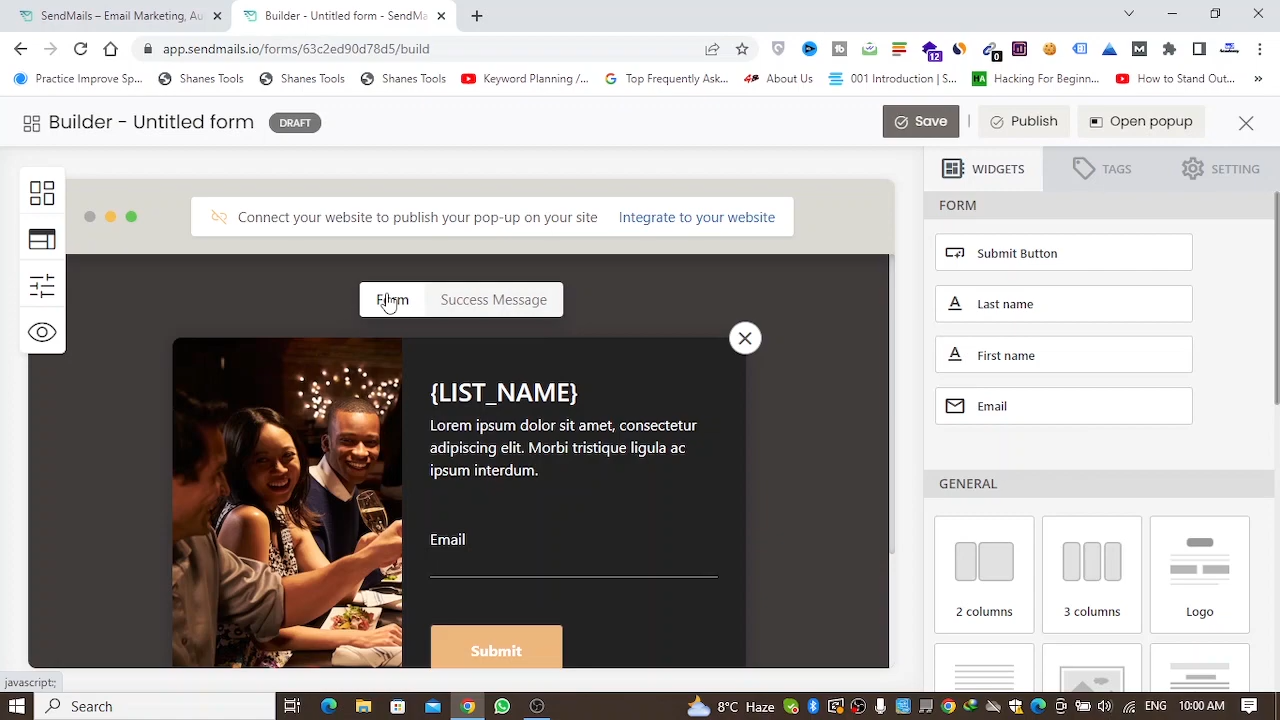 SendMails – Email Marketing, Au
Builder - Untitled form - SendMa
app.sendmails.io/forms/63c2ed90d78d5/build
12
0
Practice Improve Sp...
Shanes Tools
Shanes Tools
Shanes Tools
Keyword Planning /...
Top Frequently Ask...
About Us
001 Introduction | S...
HA
Hacking For Beginn...
How to Stand Out...
»
Builder - Untitled form
DRAFT
Save
|
Publish
Open popup
WIDGETS
TAGS
SETTING
Connect your website to publish your pop-up on your site
Integrate to your website
Form
Success Message
{LIST_NAME}
Lorem ipsum dolor sit amet, consectetur
adipiscing elit. Morbi tristique ligula ac
ipsum interdum.
Email
Submit
FORM
Submit Button
Last name
First name
Email
GENERAL
2 columns
3 columns
Logo
javascript:;
Search
8°C Haze
10:00 AM